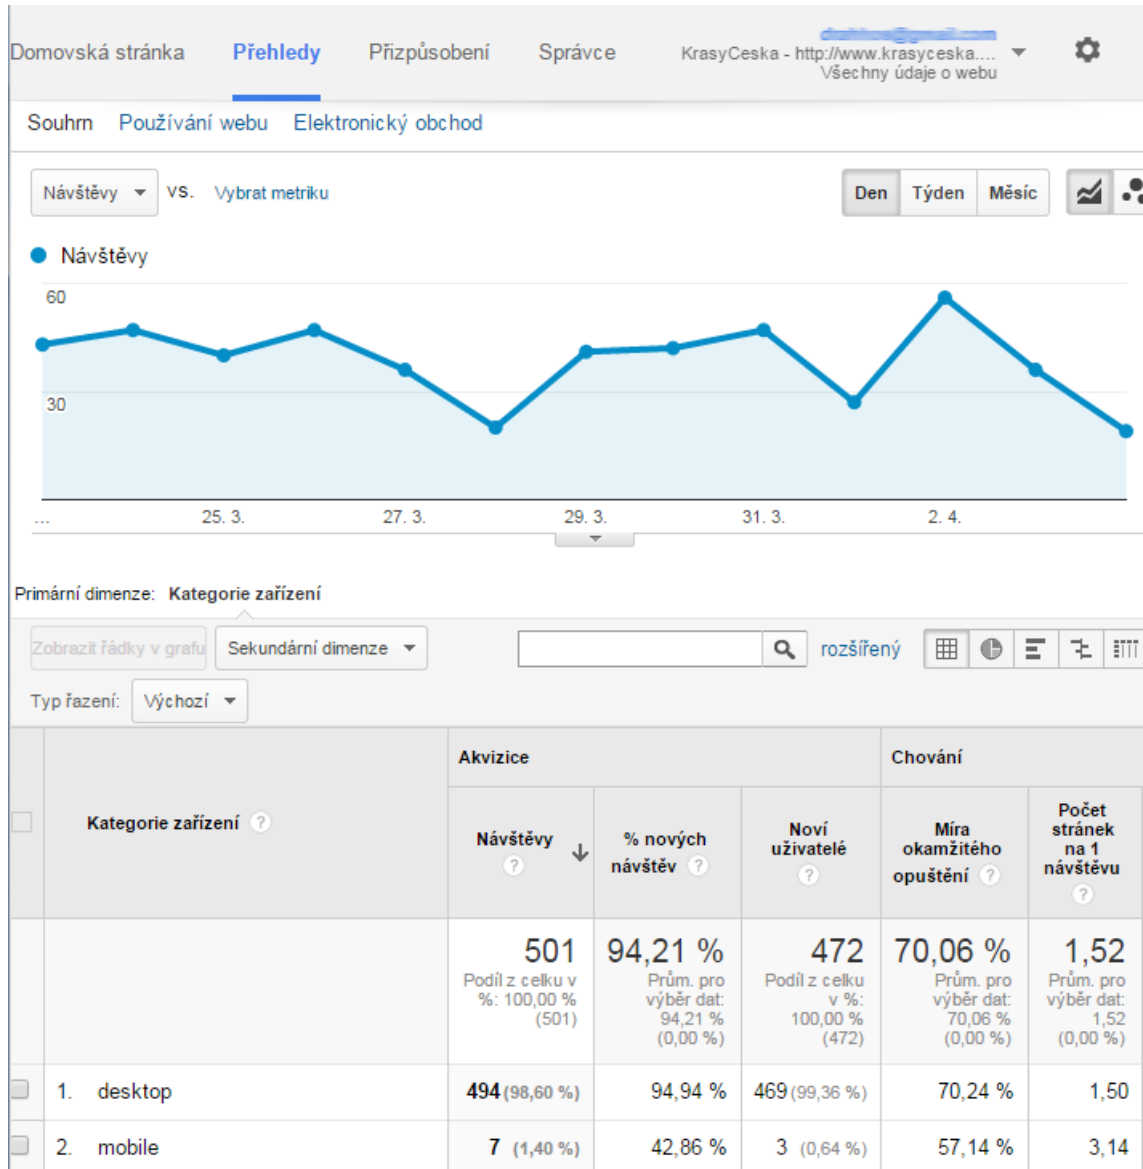 Domovská stránka Přehledy Přizpůsobení Správce
KrasyCeska - http://www.krasyceska....
Všechny údaje o webu
Souhrn Používání webu Elektronický obchod
Návštěvy VS. Vybrat metriku Den Týden Měsíc
Návštěvy
60
30
... 25. 3. 27. 3. 29. 3. 31. 3. 2. 4.
Primární dimenze: Kategorie zařízení
Zobrazit řádky v grafu Sekundární dimenze rozšířený
Typ řazení: Výchozí
Akvizice Chování
Kategorie zařízení ?
Návštěvy
?
% nových
návštěv ?
Noví
uživatelé
?
Míra
okamžitého
opuštění ?
Počet
stránek
na 1
návštěvu
?
501
Podíl z celku v
%: 100,00 %
(501)
94,21 %
Prům. pro
výběr dat:
94,21 %
(0,00 %)
472
Podíl z celku
v %:
100,00 %
(472)
70,06 %
Prům. pro
výběr dat:
70,06 %
(0,00 %)
1,52
Prům. pro
výběr dat:
1,52
(0,00 %)
1. desktop 494 (98,60 %) 94,94 % 469 (99,36 %) 70,24 % 1,50
2. mobile 7 (1,40 %) 42,86 % 3 (0,64 %) 57,14 % 3,14